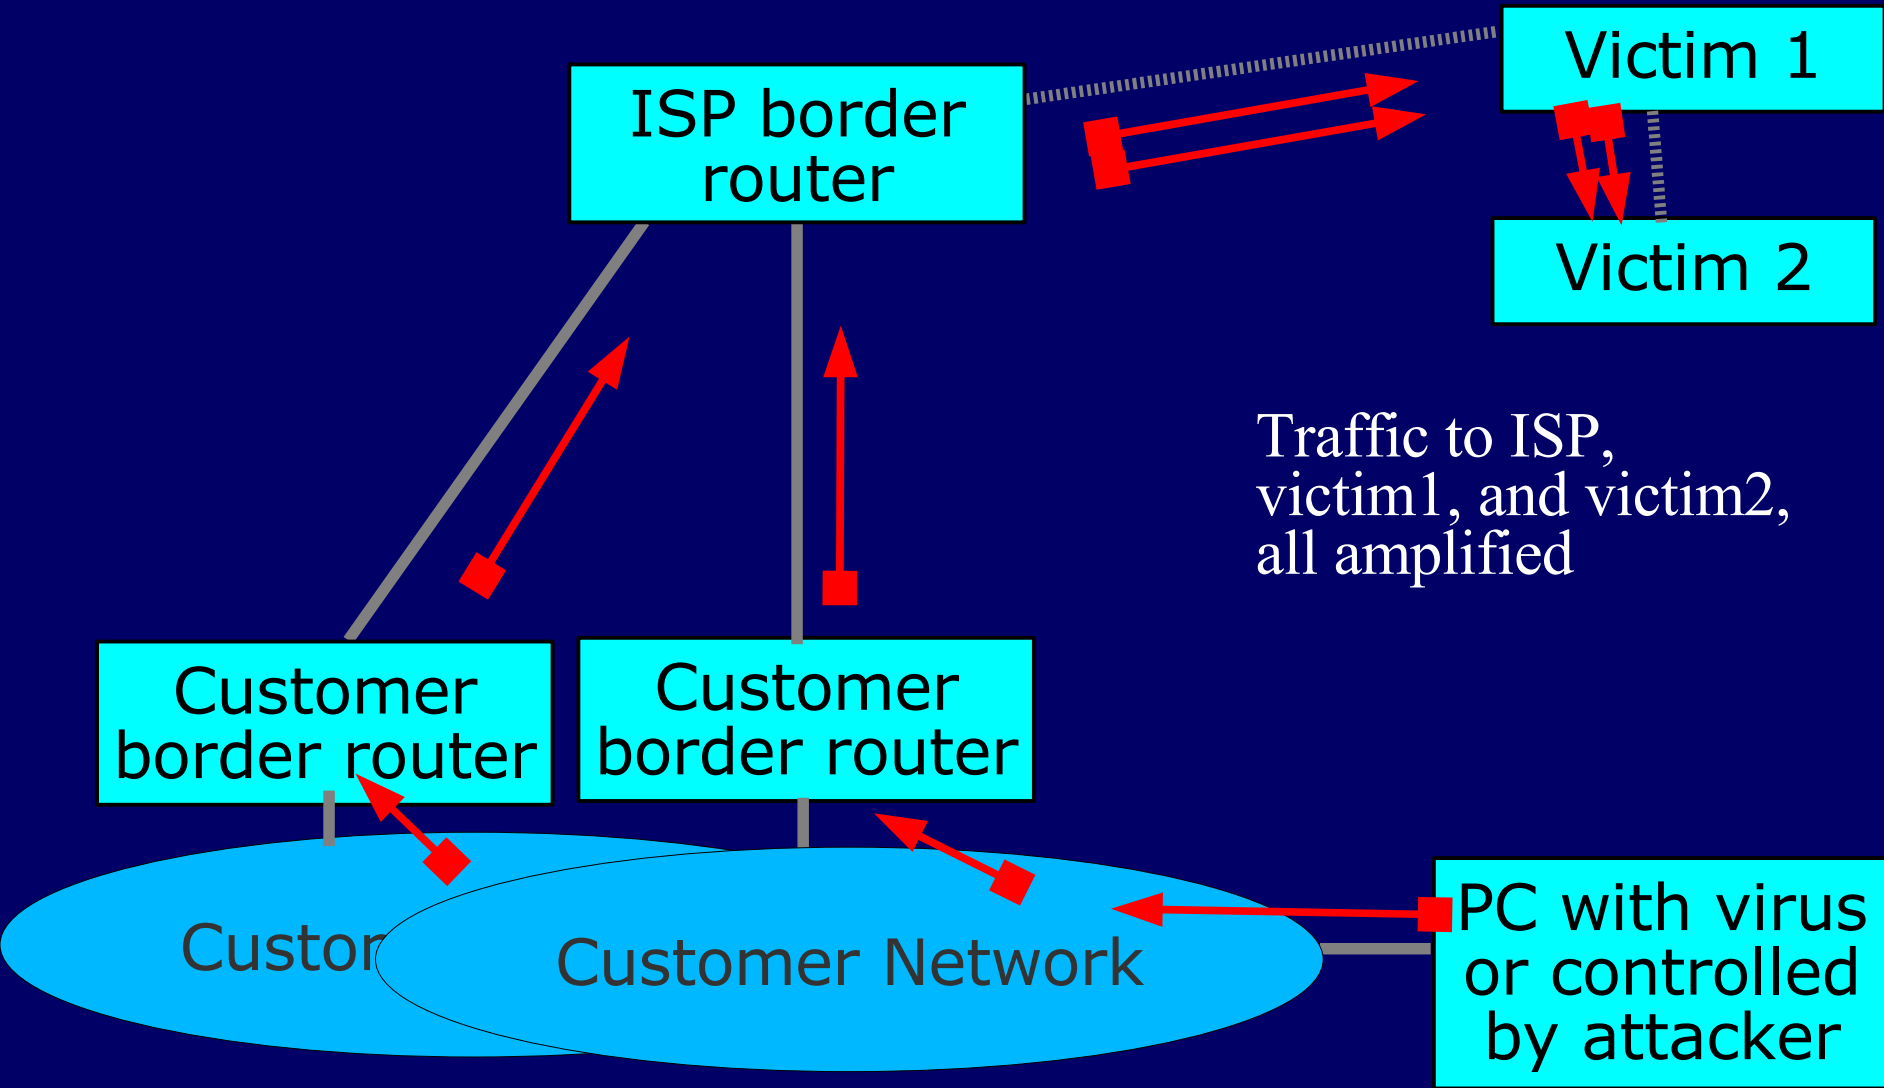 Victim 1
ISP border
router
Victim 2
Traffic to ISP,
victim1, and victim2,
all amplified
Customer
border router
Customer
border router
Customer Network
PC with virus
or controlled
by attacker